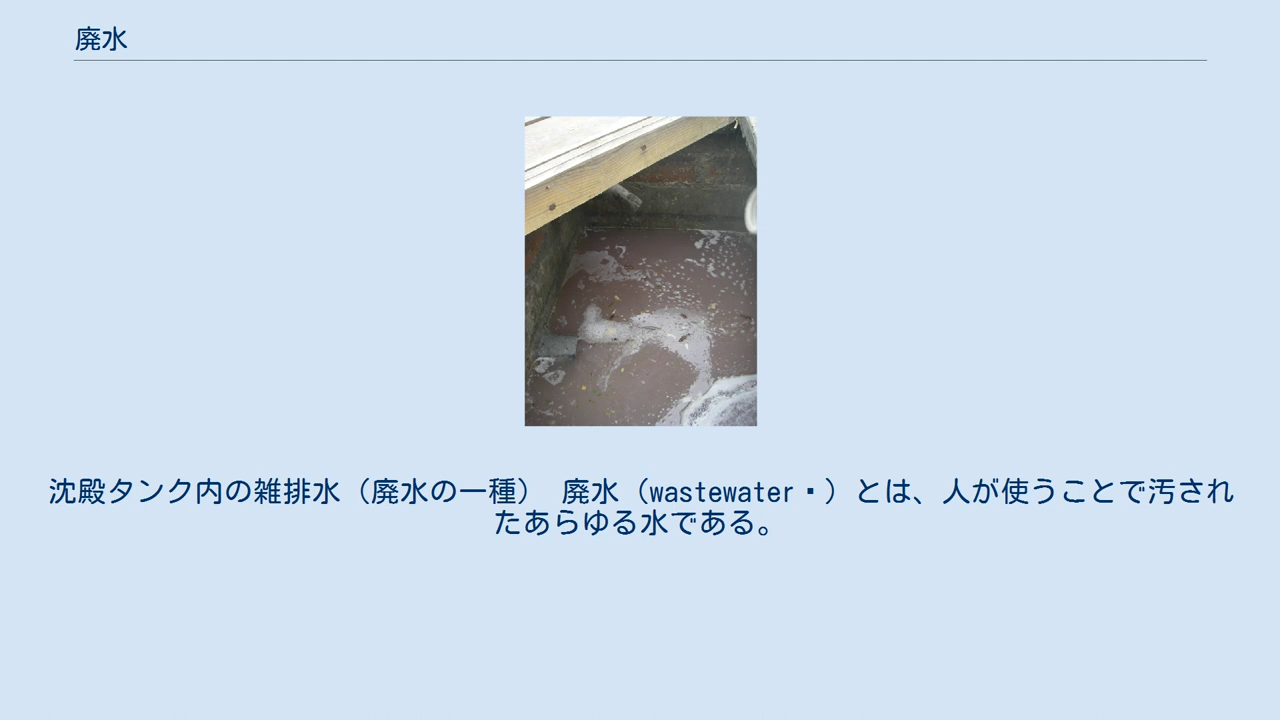 廃水
沈殿タンク内の雑排水（廃水の一種） 廃水（wastewater▪）とは、人が使うことで汚され
たあらゆる水である。